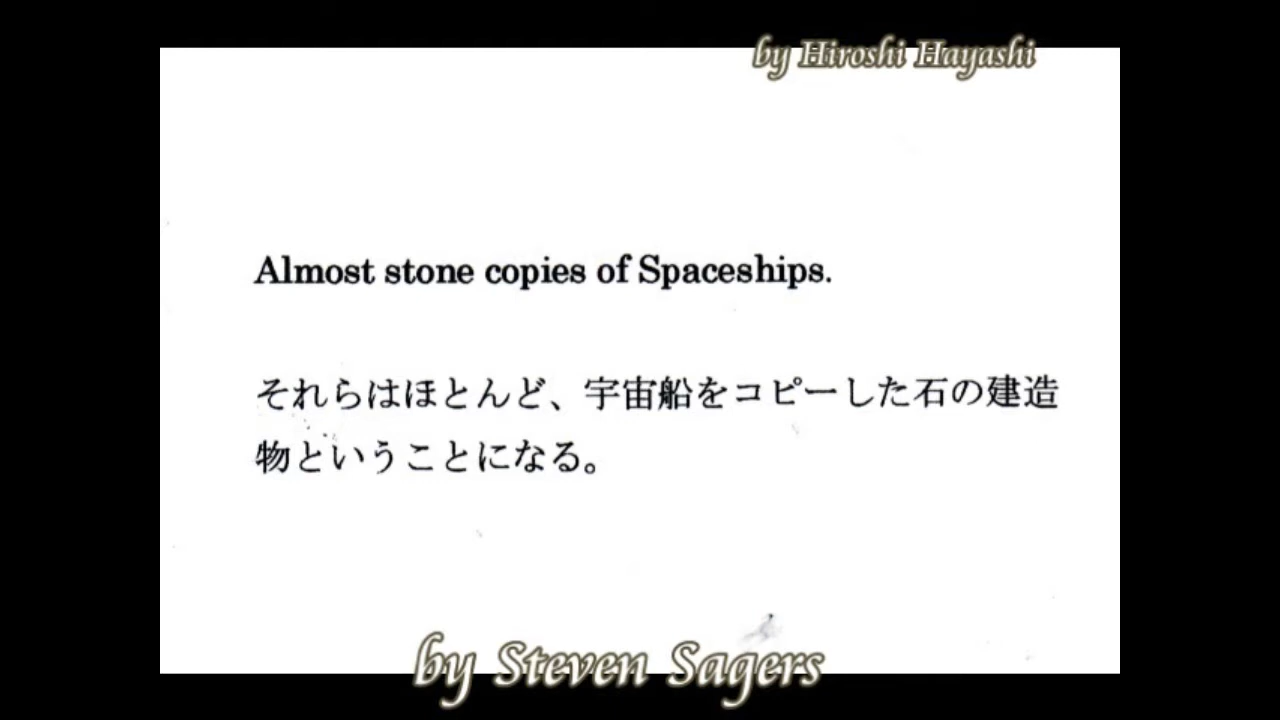 by Hiroshi Hayashi
Almost stone copies of Spaceships.
それらはほとんど、宇宙船をコピーした石の建造
物ということになる。
by Steven Sagers